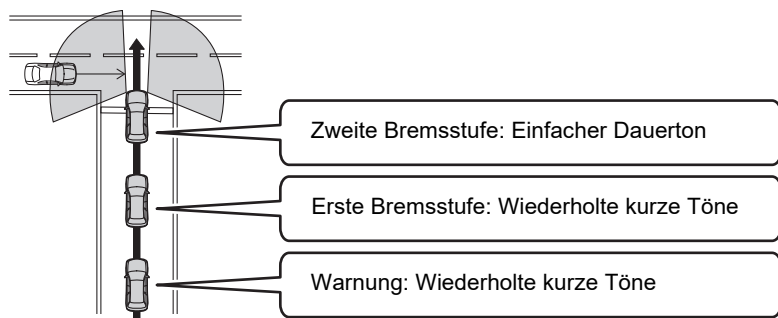 Zweite Bremsstufe: Einfacher Dauerton
Erste Bremsstufe: Wiederholte kurze Töne
Warnung: Wiederholte kurze Töne